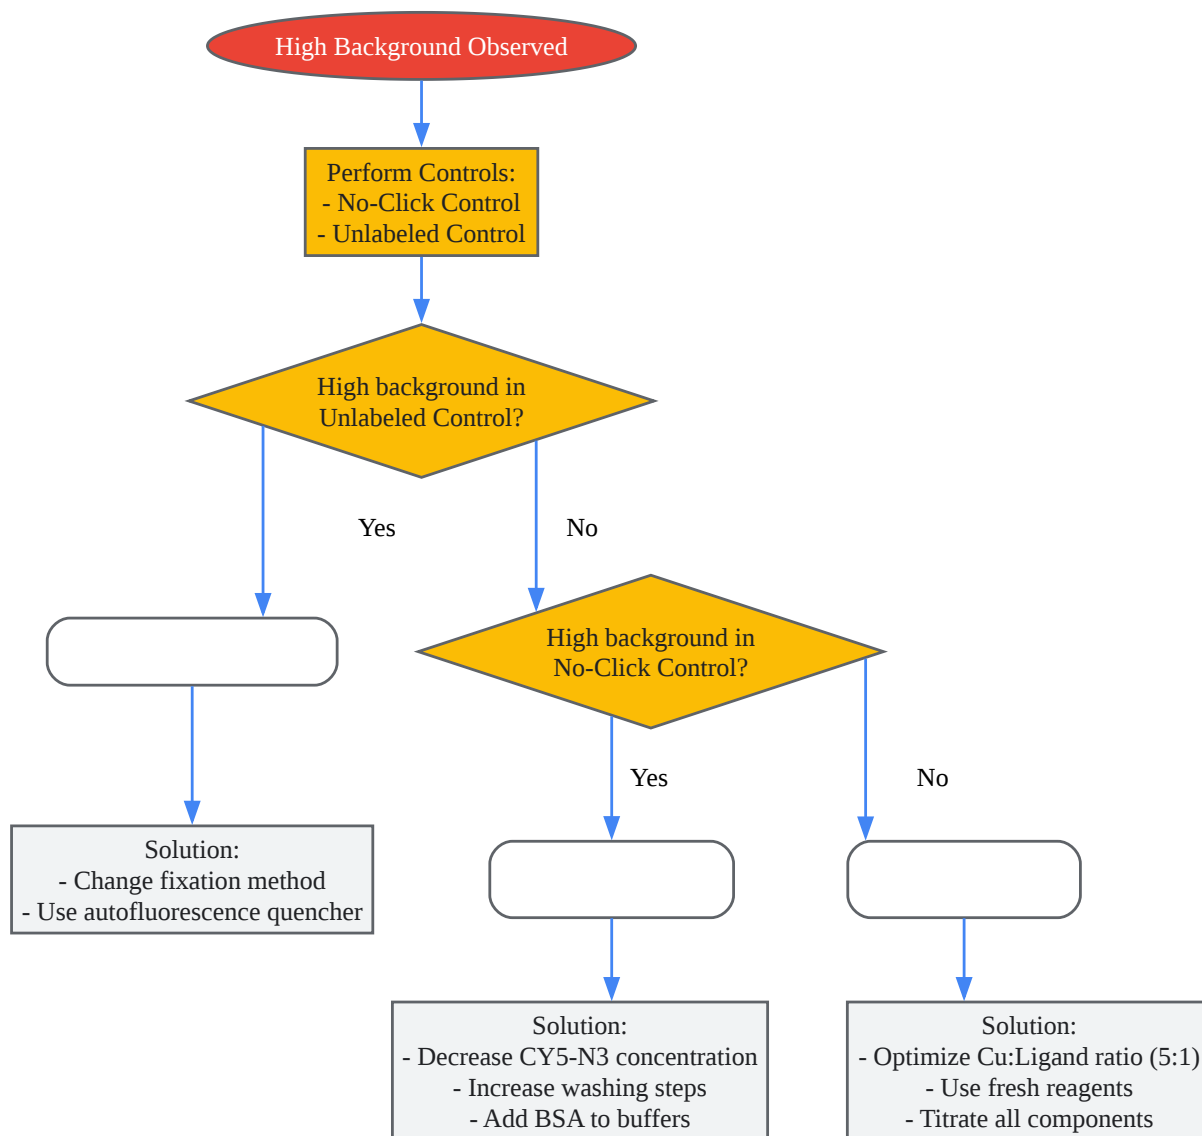 High Background Observed
Perform Controls:
- No-Click Control
- Unlabeled Control
High background in
Unlabeled Control?
Yes
No
High background in
No-Click Control?
Yes
No
Solution:
- Change fixation method
- Use autofluorescence quencher
Solution:
- Decrease CY5-N3 concentration
- Increase washing steps
- Add BSA to buffers
Solution:
- Optimize Cu:Ligand ratio (5:1)
- Use fresh reagents
- Titrate all components